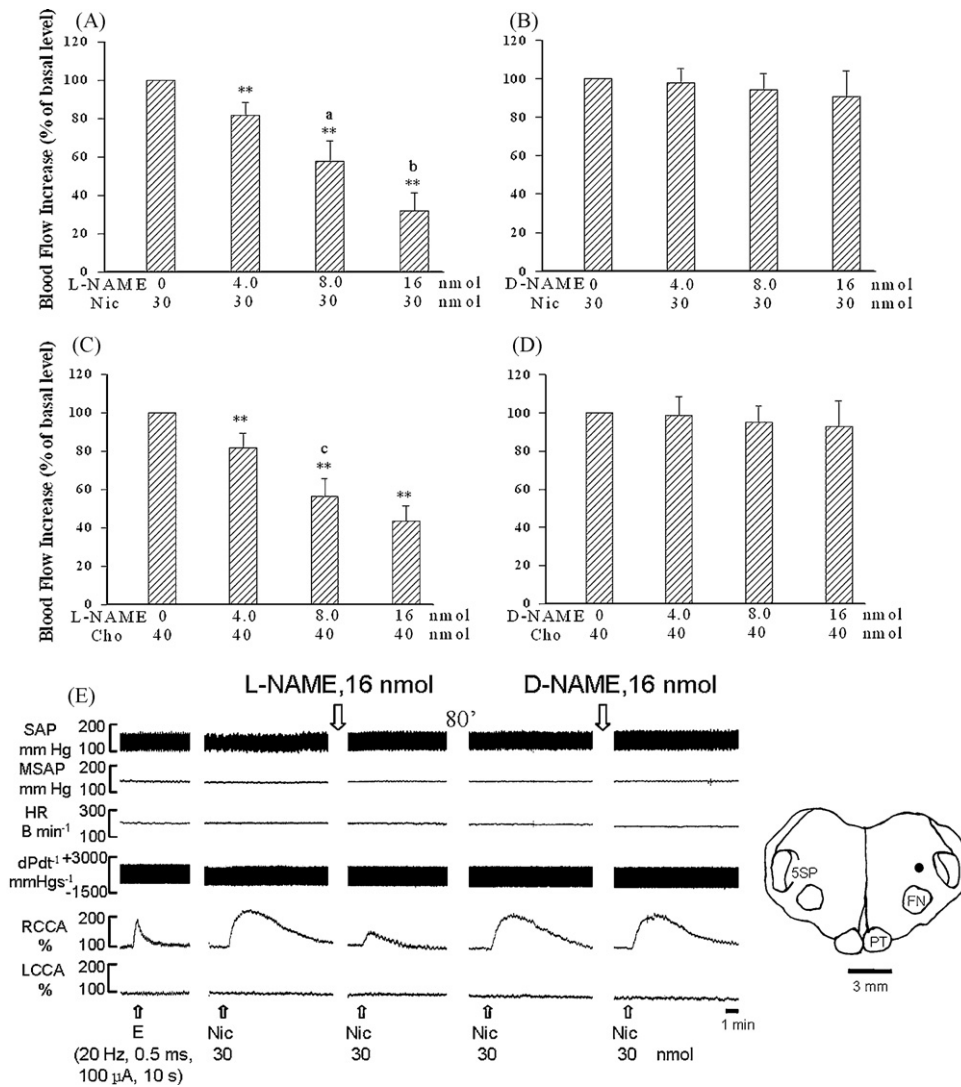 (A)
Blood Flow Increase (% of basal level)
120
100
80
60
40
20
0
**
a
**
b
**
L-NAME 0 4.0 8.0 16 nmol
Nic 30 30 30 30 nmol
(B)
120
100
80
60
40
20
0
D-NAME 0 4.0 8.0 16 nmol
Nic 30 30 30 30 nmol
(C)
Blood Flow Increase (% of basal level)
120
100
80
60
40
20
0
**
c
**
**
L-NAME 0 4.0 8.0 16 nmol
Cho 40 40 40 40 nmol
(D)
120
100
80
60
40
20
0
D-NAME 0 4.0 8.0 16 nmol
Cho 40 40 40 40 nmol
(E)
L-NAME,16 nmol 80' D-NAME,16 nmol
SAP 200
mm Hg 100
MSAP 200
mm Hg 100
HR 300
B min⁻¹ 100
dPdt⁻¹ +3000
mmHgs⁻¹ -1500
RCCA 200
% 100
LCCA 200
% 100
E Nic Nic Nic Nic 1 min
(20 Hz, 0.5 ms, 30 30 30 30 nmol
100 µA, 10 s)
5SP
FN
PT
3 mm